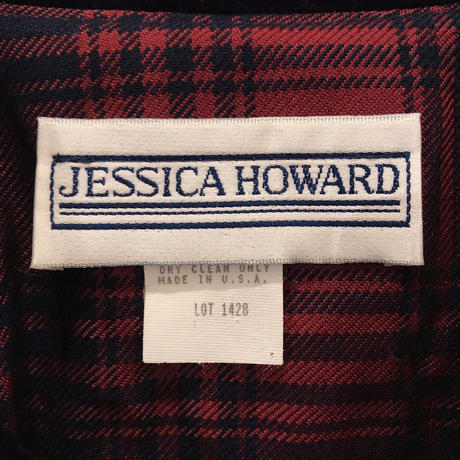 JESSICA HOWARD
DRY CLEAN ONLY
MADE IN U.S.A.
LOT 1428